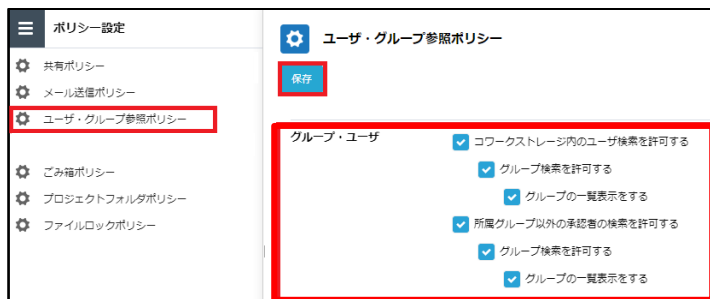 ポリシー設定
共有ポリシー
メール送信ポリシー
ユーザ・グループ参照ポリシー
ごみ箱ポリシー
プロジェクトフォルダポリシー
ファイルロックポリシー
ユーザ・グループ参照ポリシー
保存
グループ・ユーザ
コワークストレージ内のユーザ検索を許可する
グループ検索を許可する
グループの一覧表示をする
所属グループ以外の承認者の検索を許可する
グループ検索を許可する
グループの一覧表示をする